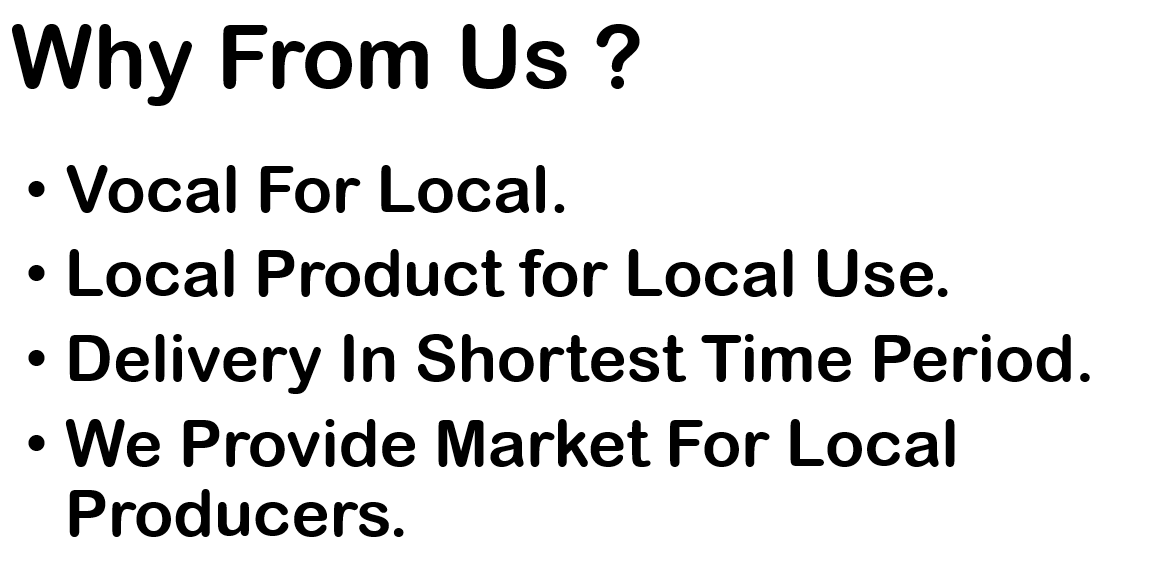 Why From Us ?
• Vocal For Local.
• Local Product for Local Use.
• Delivery In Shortest Time Period.
• We Provide Market For Local
Producers.